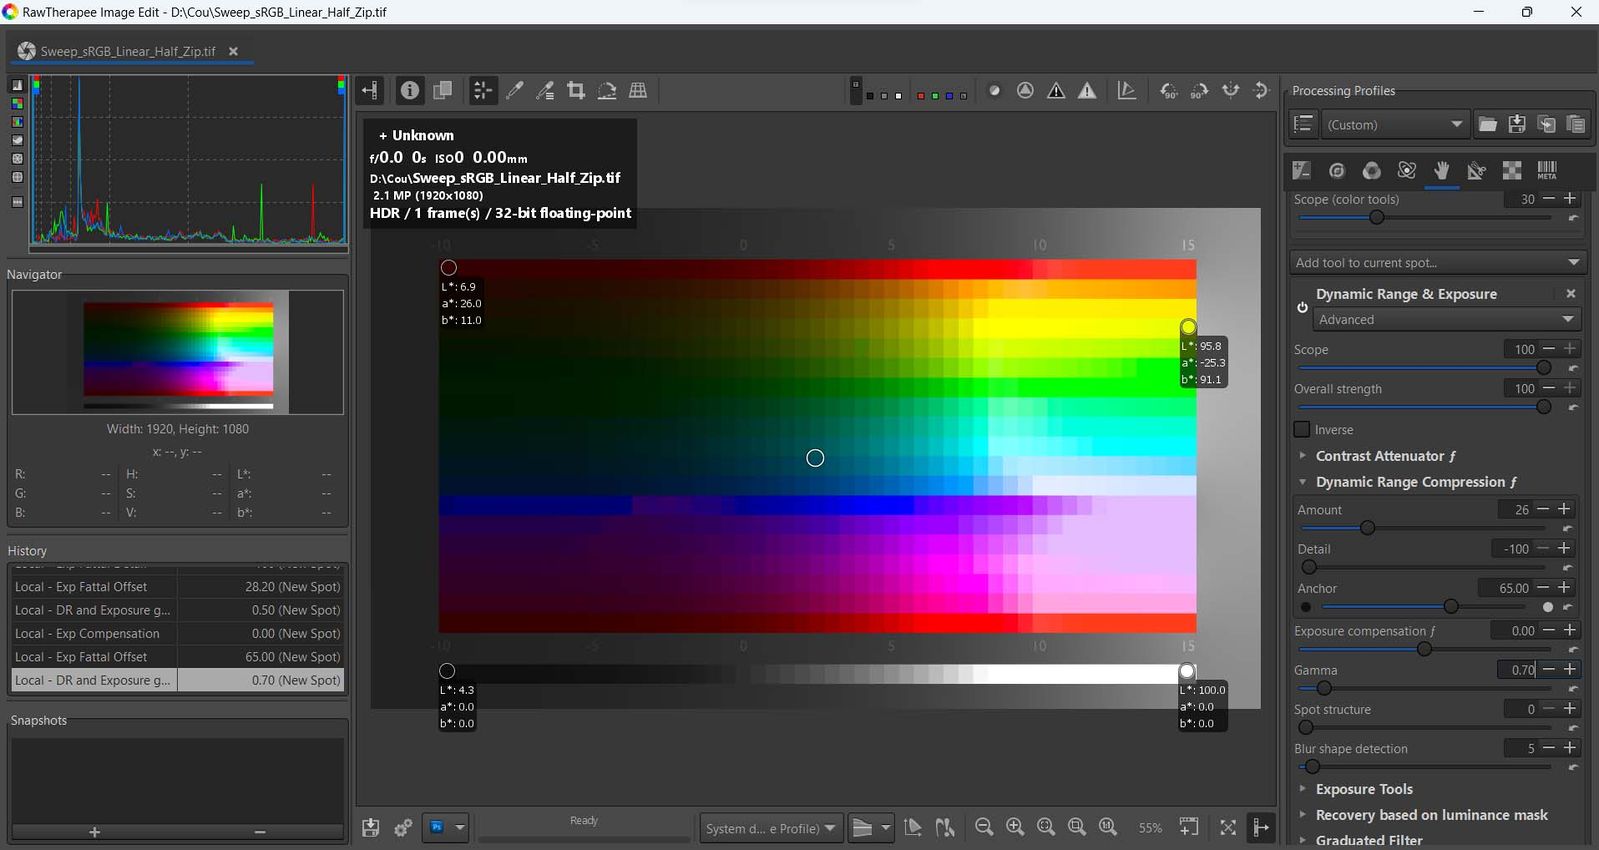 RawTherapee Image Edit - D:\Cou\Sweep_sRGB_Linear_Half_Zip.tif
Sweep_sRGB_Linear_Half_Zip.tif
+ Unknown
f/0.0 0s ISO0 0.00mm
D:\Cou\Sweep_sRGB_Linear_Half_Zip.tif
2.1 MP (1920x1080)
HDR / 1 frame(s) / 32-bit floating-point
-10 -5 0 5 10 15
L*: 6.9
a*: 26.0
b*: 11.0
L*: 95.8
a*: -25.3
b*: 91.1
-10 -5 0 5 10 15
L*: 4.3
a*: 0.0
b*: 0.0
L*: 100.0
a*: 0.0
b*: 0.0
Navigator
Width: 1920, Height: 1080
x: --, y: --
R: -- H: -- L*: --
G: -- S: -- a*: --
B: -- V: -- b*: --
History
Local - Exp Fattal Offset 28.20 (New Spot)
Local - DR and Exposure g... 0.50 (New Spot)
Local - Exp Compensation 0.00 (New Spot)
Local - Exp Fattal Offset 65.00 (New Spot)
Local - DR and Exposure g... 0.70 (New Spot)
Snapshots
Ps
Ready
System d... e Profile)
55%
Processing Profiles
(Custom)
META
Scope (color tools) 30
Add tool to current spot...
Dynamic Range & Exposure
Advanced
Scope 100
Overall strength 100
Inverse
Contrast Attenuator ƒ
Dynamic Range Compression ƒ
Amount 26
Detail -100
Anchor 65.00
Exposure compensation ƒ 0.00
Gamma 0.70
Spot structure 0
Blur shape detection 5
Exposure Tools
Recovery based on luminance mask
Graduated Filter